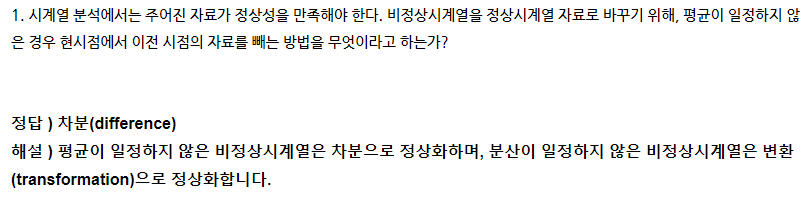 1. 시계열 분석에서는 주어진 자료가 정상성을 만족해야 한다. 비정상시계열을 정상시계열 자료로 바꾸기 위해, 평균이 일정하지 않
은 경우 현시점에서 이전 시점의 자료를 빼는 방법을 무엇이라고 하는가?
정답 ) 차분(difference)
해설 ) 평균이 일정하지 않은 비정상시계열은 차분으로 정상화하며, 분산이 일정하지 않은 비정상시계열은 변환
(transformation)으로 정상화합니다.